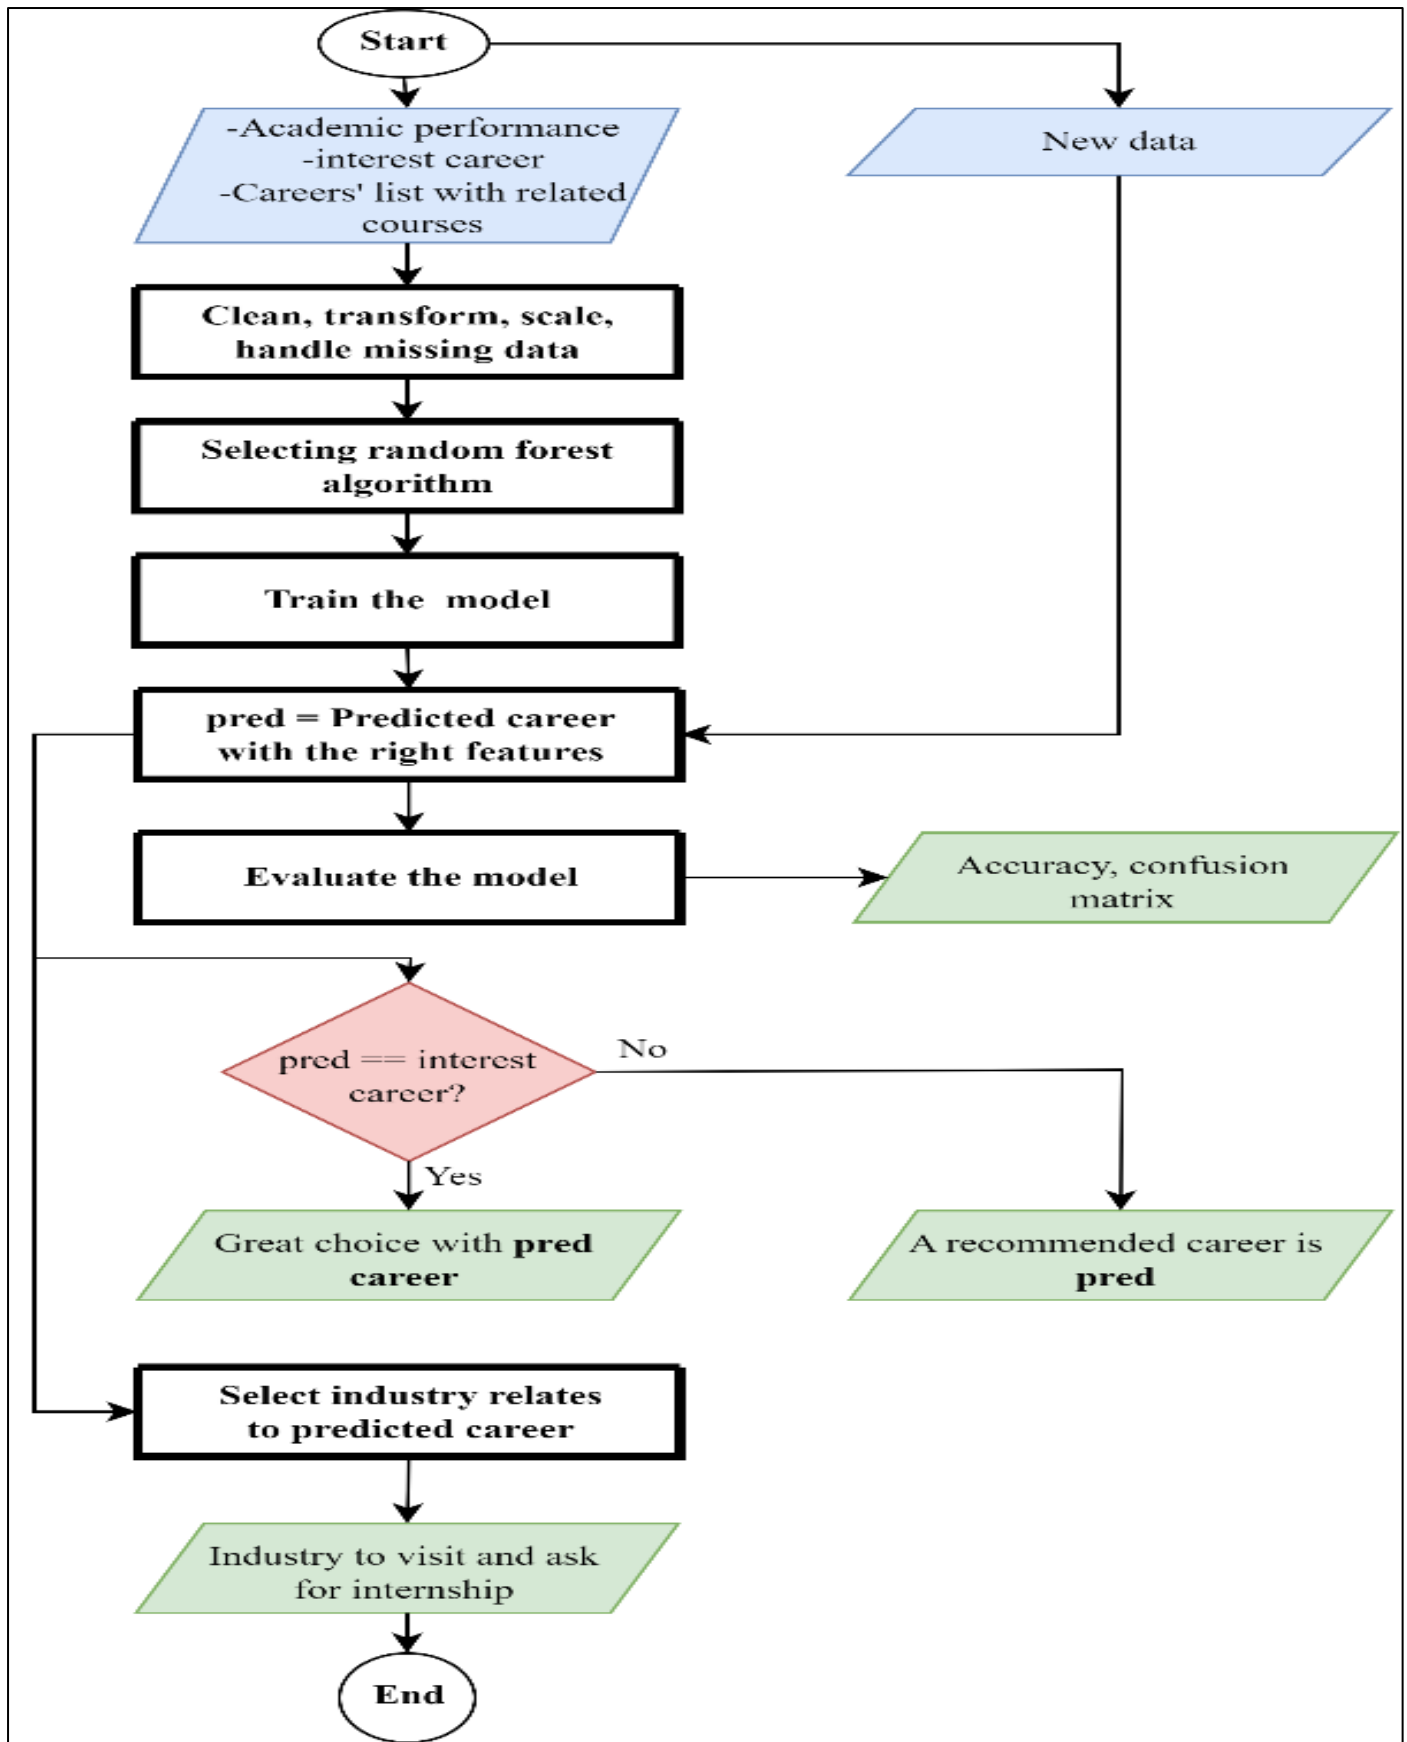 Start
-Academic performance
-interest career
-Careers' list with related
courses
New data
Clean, transform, scale,
handle missing data
Selecting random forest
algorithm
Train the model
pred = Predicted career
with the right features
Evaluate the model
Accuracy, confusion
matrix
pred == interest
career?
No
Yes
Great choice with pred
career
A recommended career is
pred
Select industry relates
to predicted career
Industry to visit and ask
for internship
End